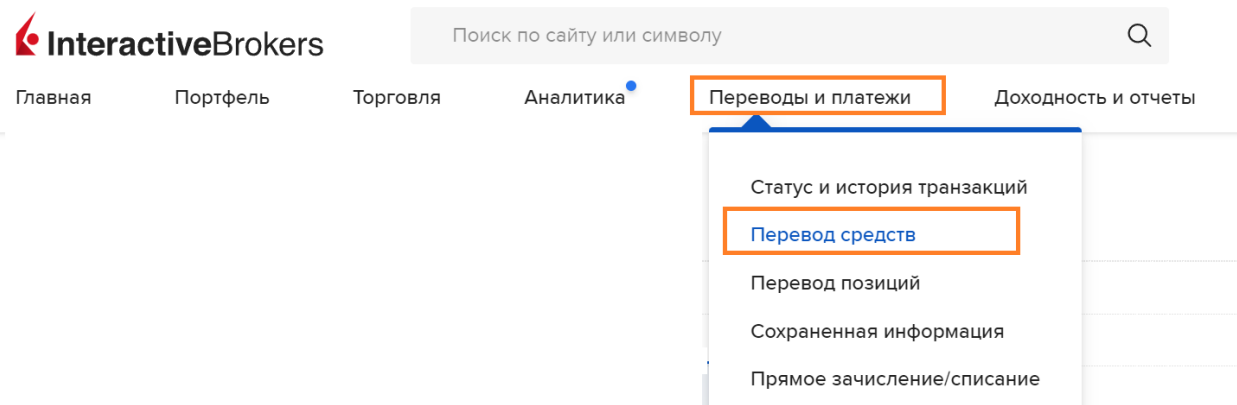 InteractiveBrokers
Поиск по сайту или символу
Главная Портфель Торговля Аналитика Переводы и платежи Доходность и отчеты
Статус и история транзакций
Перевод средств
Перевод позиций
Сохраненная информация
Прямое зачисление/списание